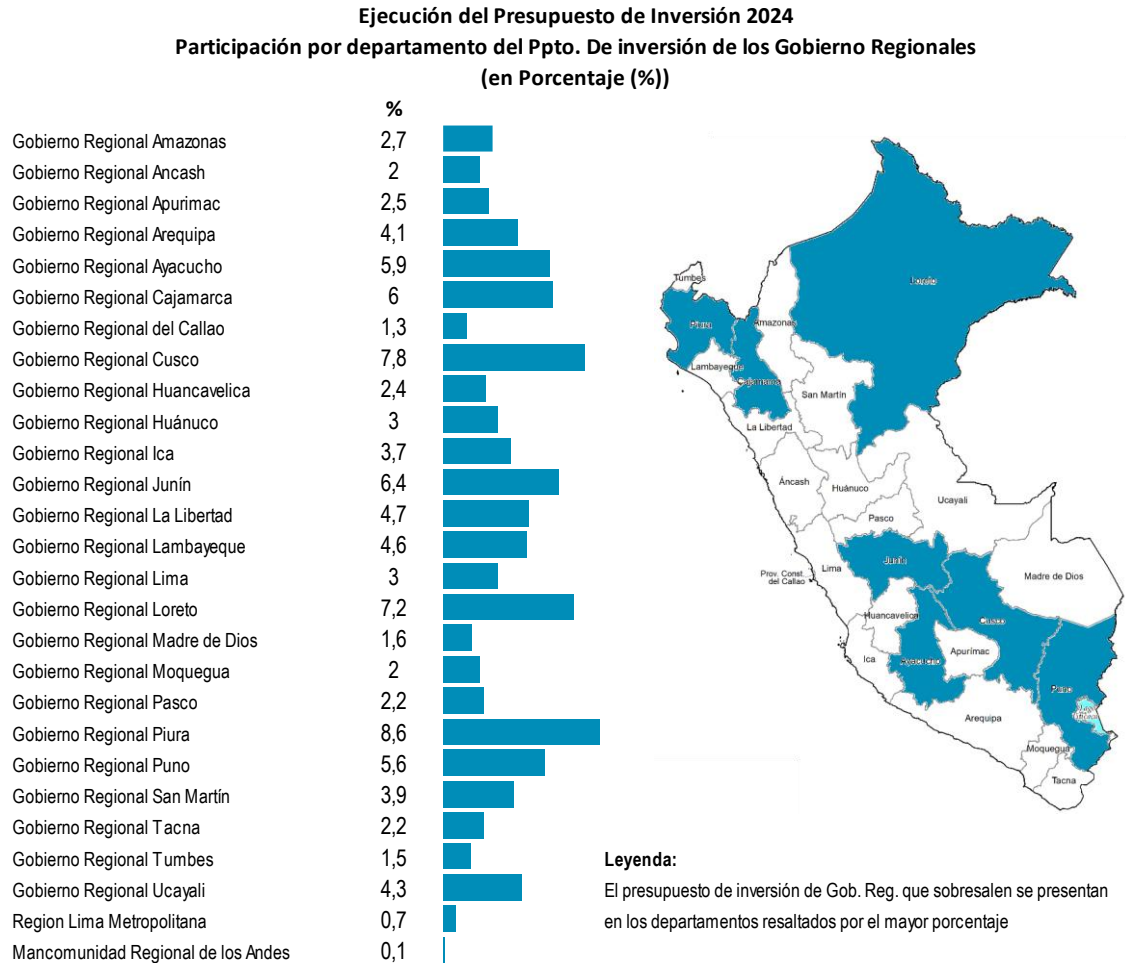 Ejecución del Presupuesto de Inversión 2024
Participación por departamento del Ppto. De inversión de los Gobierno Regionales
(en Porcentaje (%))
%
Gobierno Regional Amazonas 2,7
Gobierno Regional Ancash 2
Gobierno Regional Apurimac 2,5
Gobierno Regional Arequipa 4,1
Gobierno Regional Ayacucho 5,9
Gobierno Regional Cajamarca 6
Gobierno Regional del Callao 1,3
Gobierno Regional Cusco 7,8
Gobierno Regional Huancavelica 2,4
Gobierno Regional Huánuco 3
Gobierno Regional Ica 3,7
Gobierno Regional Junín 6,4
Gobierno Regional La Libertad 4,7
Gobierno Regional Lambayeque 4,6
Gobierno Regional Lima 3
Gobierno Regional Loreto 7,2
Gobierno Regional Madre de Dios 1,6
Gobierno Regional Moquegua 2
Gobierno Regional Pasco 2,2
Gobierno Regional Piura 8,6
Gobierno Regional Puno 5,6
Gobierno Regional San Martín 3,9
Gobierno Regional Tacna 2,2
Gobierno Regional Tumbes 1,5
Gobierno Regional Ucayali 4,3
Region Lima Metropolitana 0,7
Mancomunidad Regional de los Andes 0,1
Tumbes
Loreto
Piura
Amazonas
Lambayeque
Cajamarca
San Martín
La Libertad
Áncash
Huánuco
Ucayali
Pasco
Junín
Lima
Prov. Const.
del Callao
Madre de Dios
Huancavelica
Cusco
Ica
Ayacucho
Apurímac
Puno
Lago
Titicaca
Arequipa
Moquegua
Tacna
Leyenda:
El presupuesto de inversión de Gob. Reg. que sobresalen se presentan
en los departamentos resaltados por el mayor porcentaje